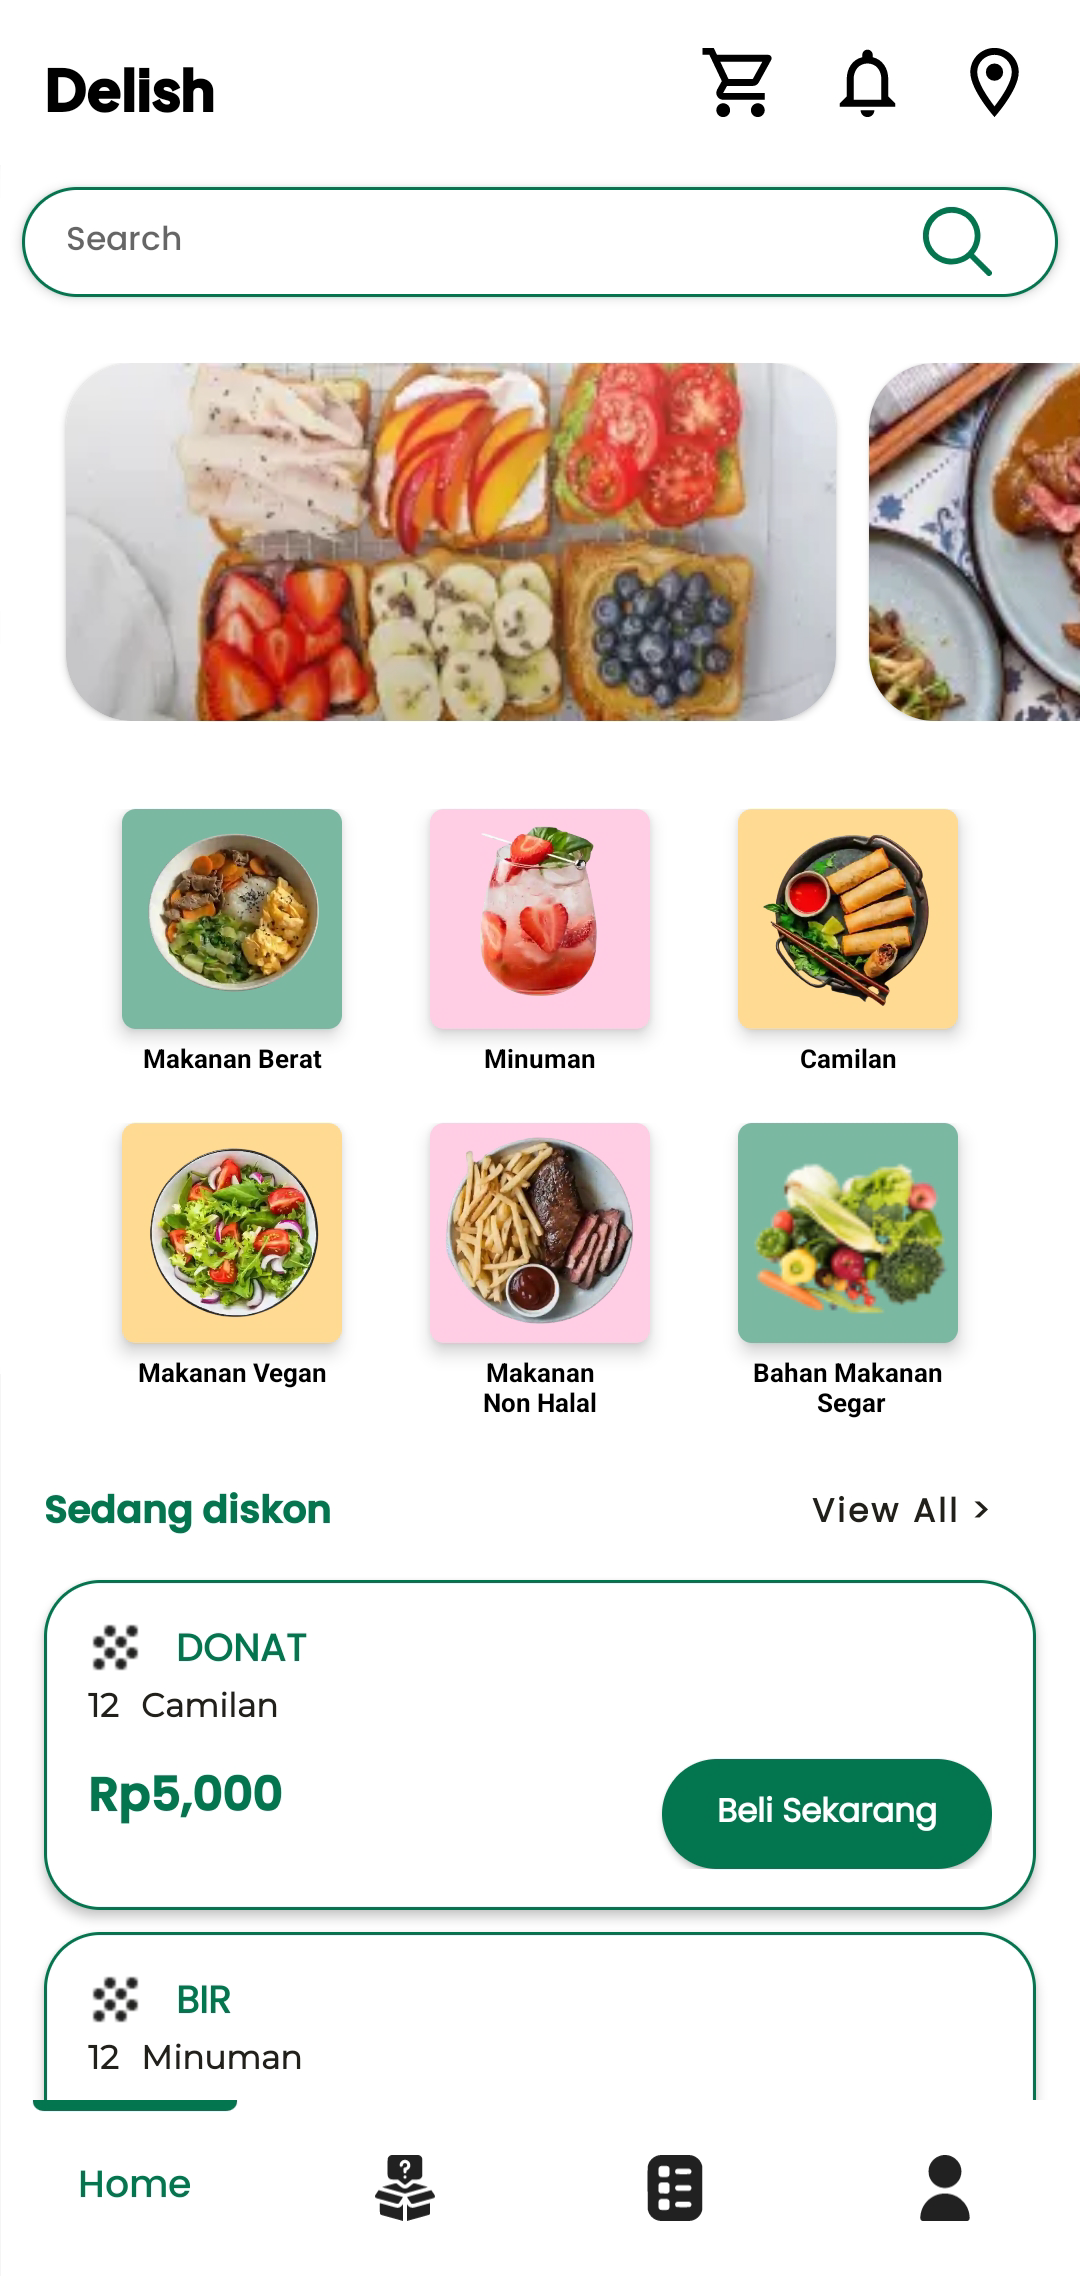 Delish
Search
Makanan Berat
Minuman
Camilan
Makanan Vegan
Makanan
Non Halal
Bahan Makanan
Segar
Sedang diskon
View All >
DONAT
12 Camilan
Rp5,000
Beli Sekarang
BIR
12 Minuman
Home
?